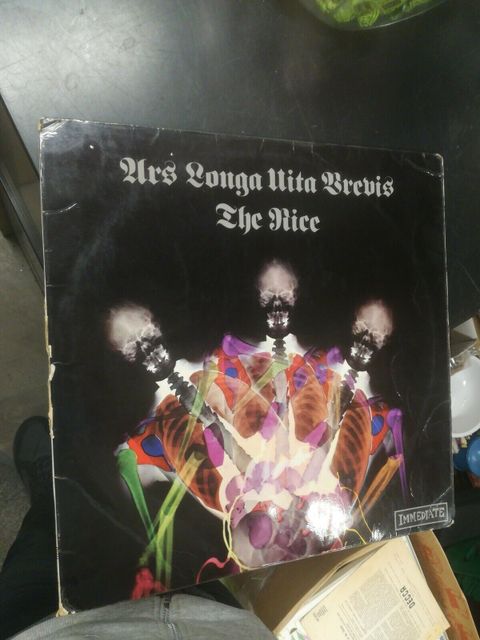 Ars Longa Vita Brevis
The Nice
IMMEDIATE
DECCA